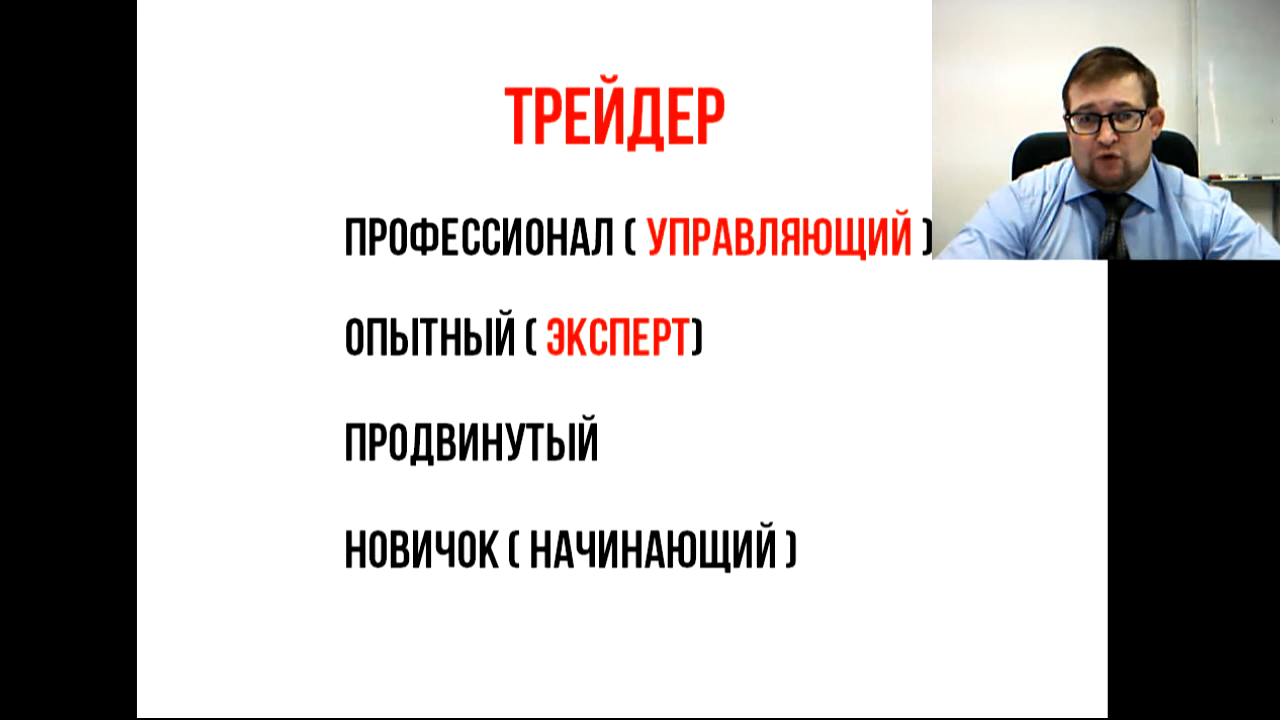 ТРЕЙДЕР
ПРОФЕССИОНАЛ ( УПРАВЛЯЮЩИЙ )
ОПЫТНЫЙ ( ЭКСПЕРТ)
ПРОДВИНУТЫЙ
НОВИЧОК ( НАЧИНАЮЩИЙ )